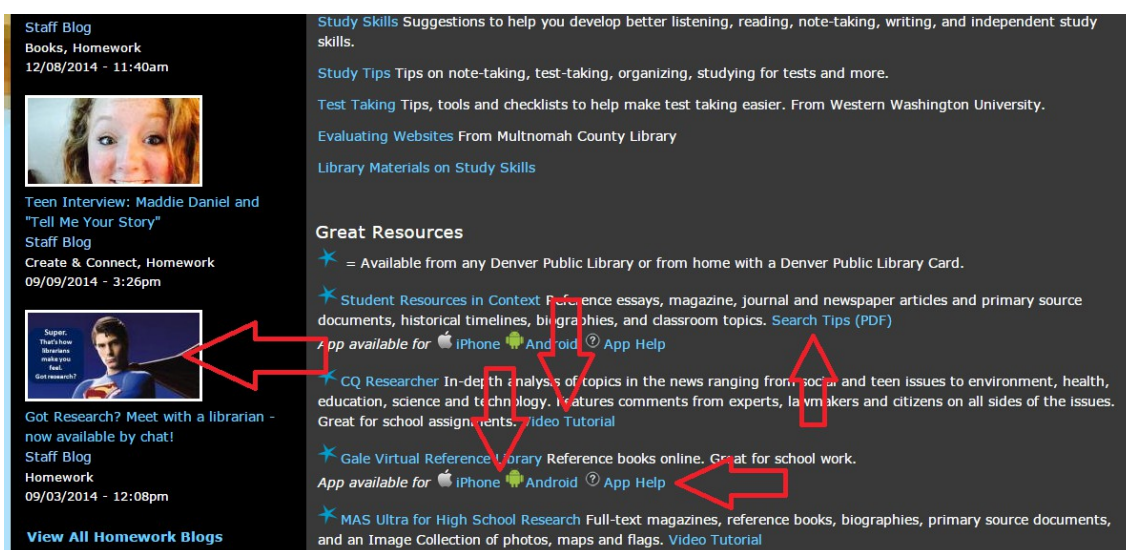 Staff Blog
Books, Homework
12/08/2014 - 11:40am
Teen Interview: Maddie Daniel and
"Tell Me Your Story"
Staff Blog
Create & Connect, Homework
09/09/2014 - 3:26pm
Super.
That's how
librarians
make you
feel.
Got research?
Got Research? Meet with a librarian -
now available by chat!
Staff Blog
Homework
09/03/2014 - 12:08pm
View All Homework Blogs
Study Skills Suggestions to help you develop better listening, reading, note-taking, writing, and independent study
skills.
Study Tips Tips on note-taking, test-taking, organizing, studying for tests and more.
Test Taking Tips, tools and checklists to help make test taking easier. From Western Washington University.
Evaluating Websites From Multnomah County Library
Library Materials on Study Skills
Great Resources
= Available from any Denver Public Library or from home with a Denver Public Library Card.
Student Resources in Context Reference essays, magazine, journal and newspaper articles and primary source
documents, historical timelines, biographies, and classroom topics. Search Tips (PDF)
App available for iPhone Android ? App Help
CQ Researcher In-depth analysis of topics in the news ranging from social and teen issues to environment, health,
education, science and technology. Features comments from experts, lawmakers and citizens on all sides of the issues.
Great for school assignments. Video Tutorial
Gale Virtual Reference Library Reference books online. Great for school work.
App available for iPhone Android ? App Help
MAS Ultra for High School Research Full-text magazines, reference books, biographies, primary source documents,
and an Image Collection of photos, maps and flags. Video Tutorial